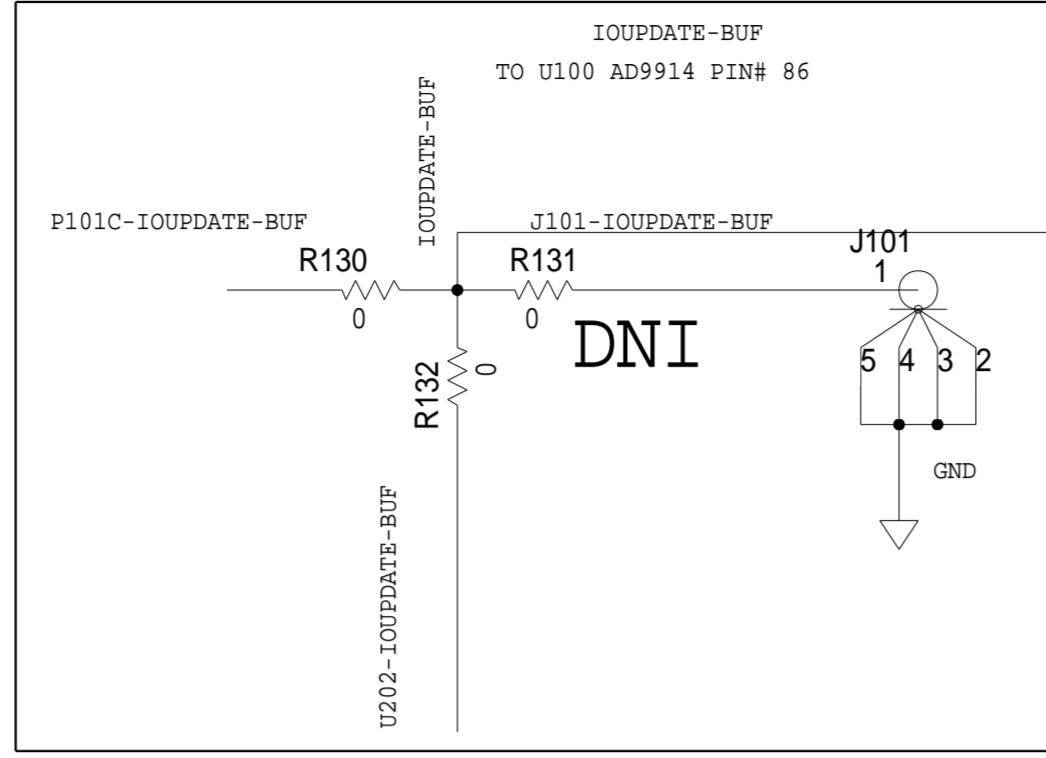 IOUPDATE-BUF
TO U100 AD9914 PIN# 86
IOUPDATE-BUF
P101C-IOUPDATE-BUF
J101-IOUPDATE-BUF
J101
R130
R131
1
0
0
DNI
R132
0
5
4
3
2
GND
U202-IOUPDATE-BUF